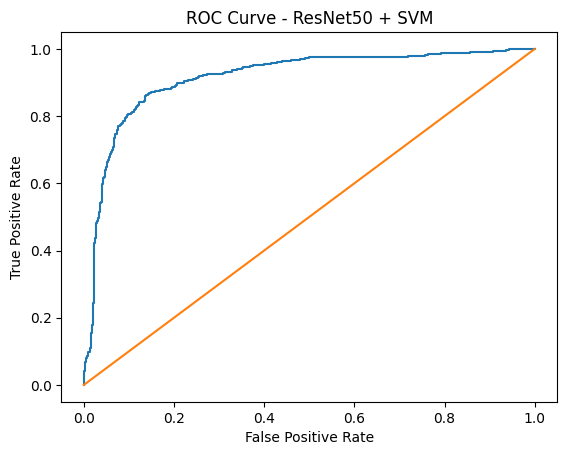 ROC Curve - ResNet50 + SVM
True Positive Rate
1.0
0.8
0.6
0.4
0.2
0.0
0.0 0.2 0.4 0.6 0.8 1.0
False Positive Rate